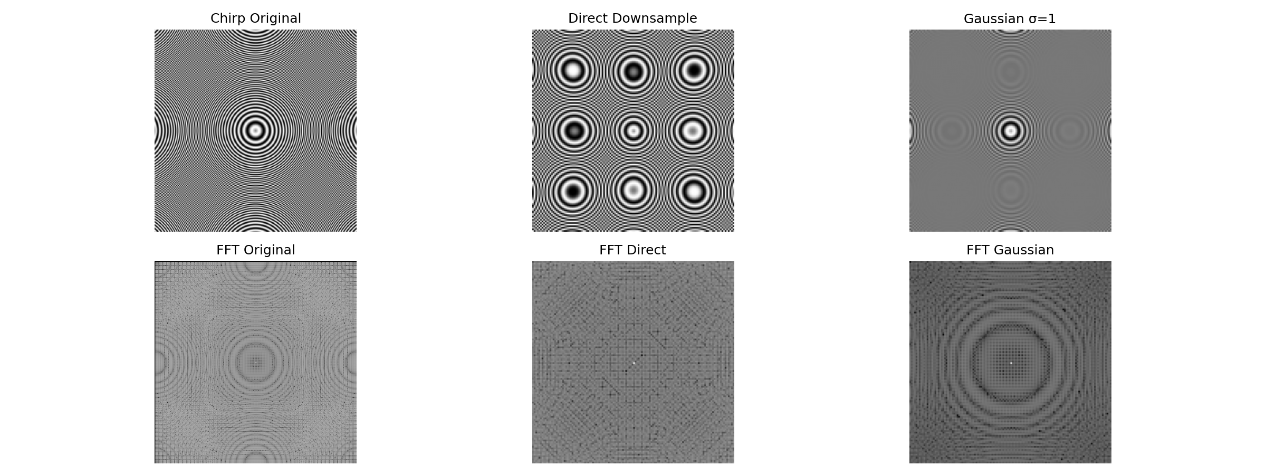 Chirp Original
Direct Downsample
Gaussian σ=1
FFT Original
FFT Direct
FFT Gaussian